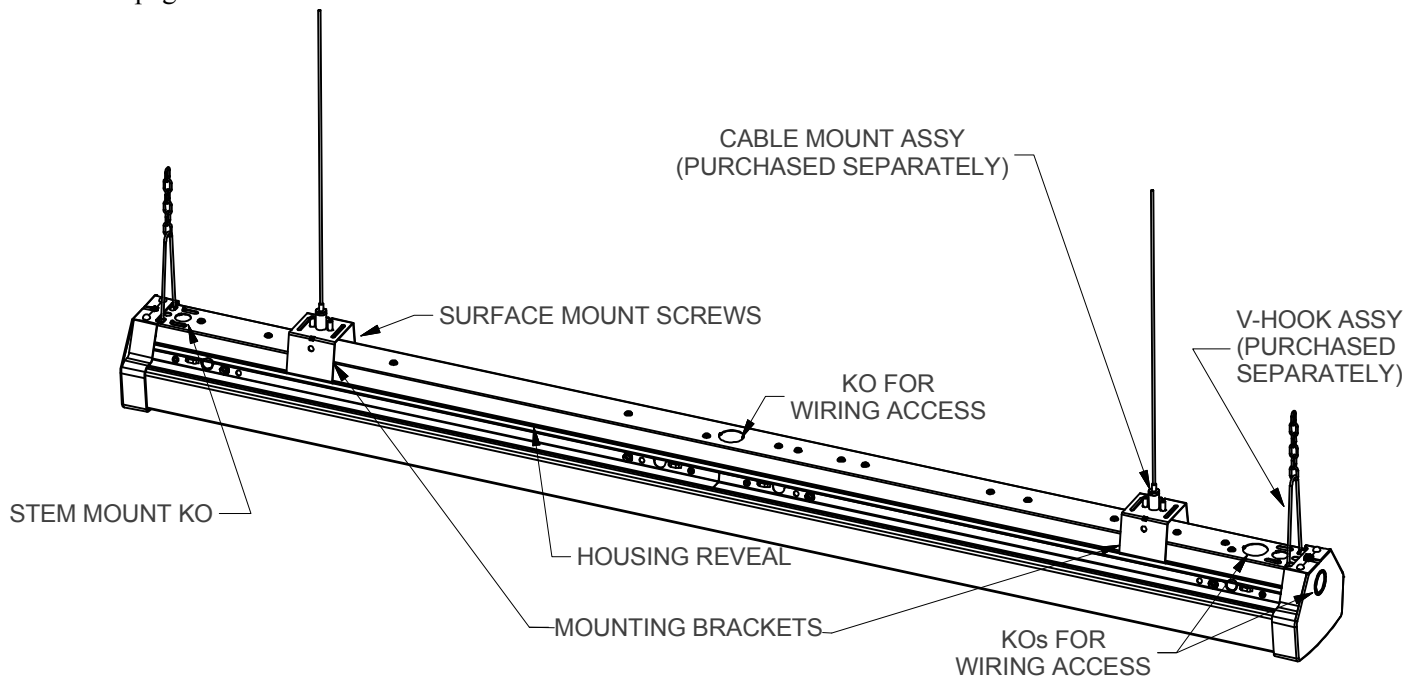 CABLE MOUNT ASSY
(PURCHASED SEPARATELY)
SURFACE MOUNT SCREWS
V-HOOK ASSY
(PURCHASED
SEPARATELY)
KO FOR
WIRING ACCESS
STEM MOUNT KO
HOUSING REVEAL
MOUNTING BRACKETS
KOs FOR
WIRING ACCESS